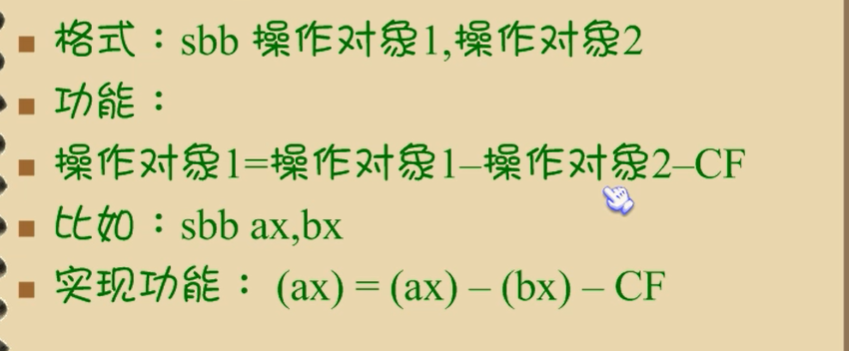 格式：sbb 操作对象1,操作对象2
功能：
操作对象1=操作对象1–操作对象2–CF
比如：sbb ax,bx
实现功能： (ax) = (ax) – (bx) – CF